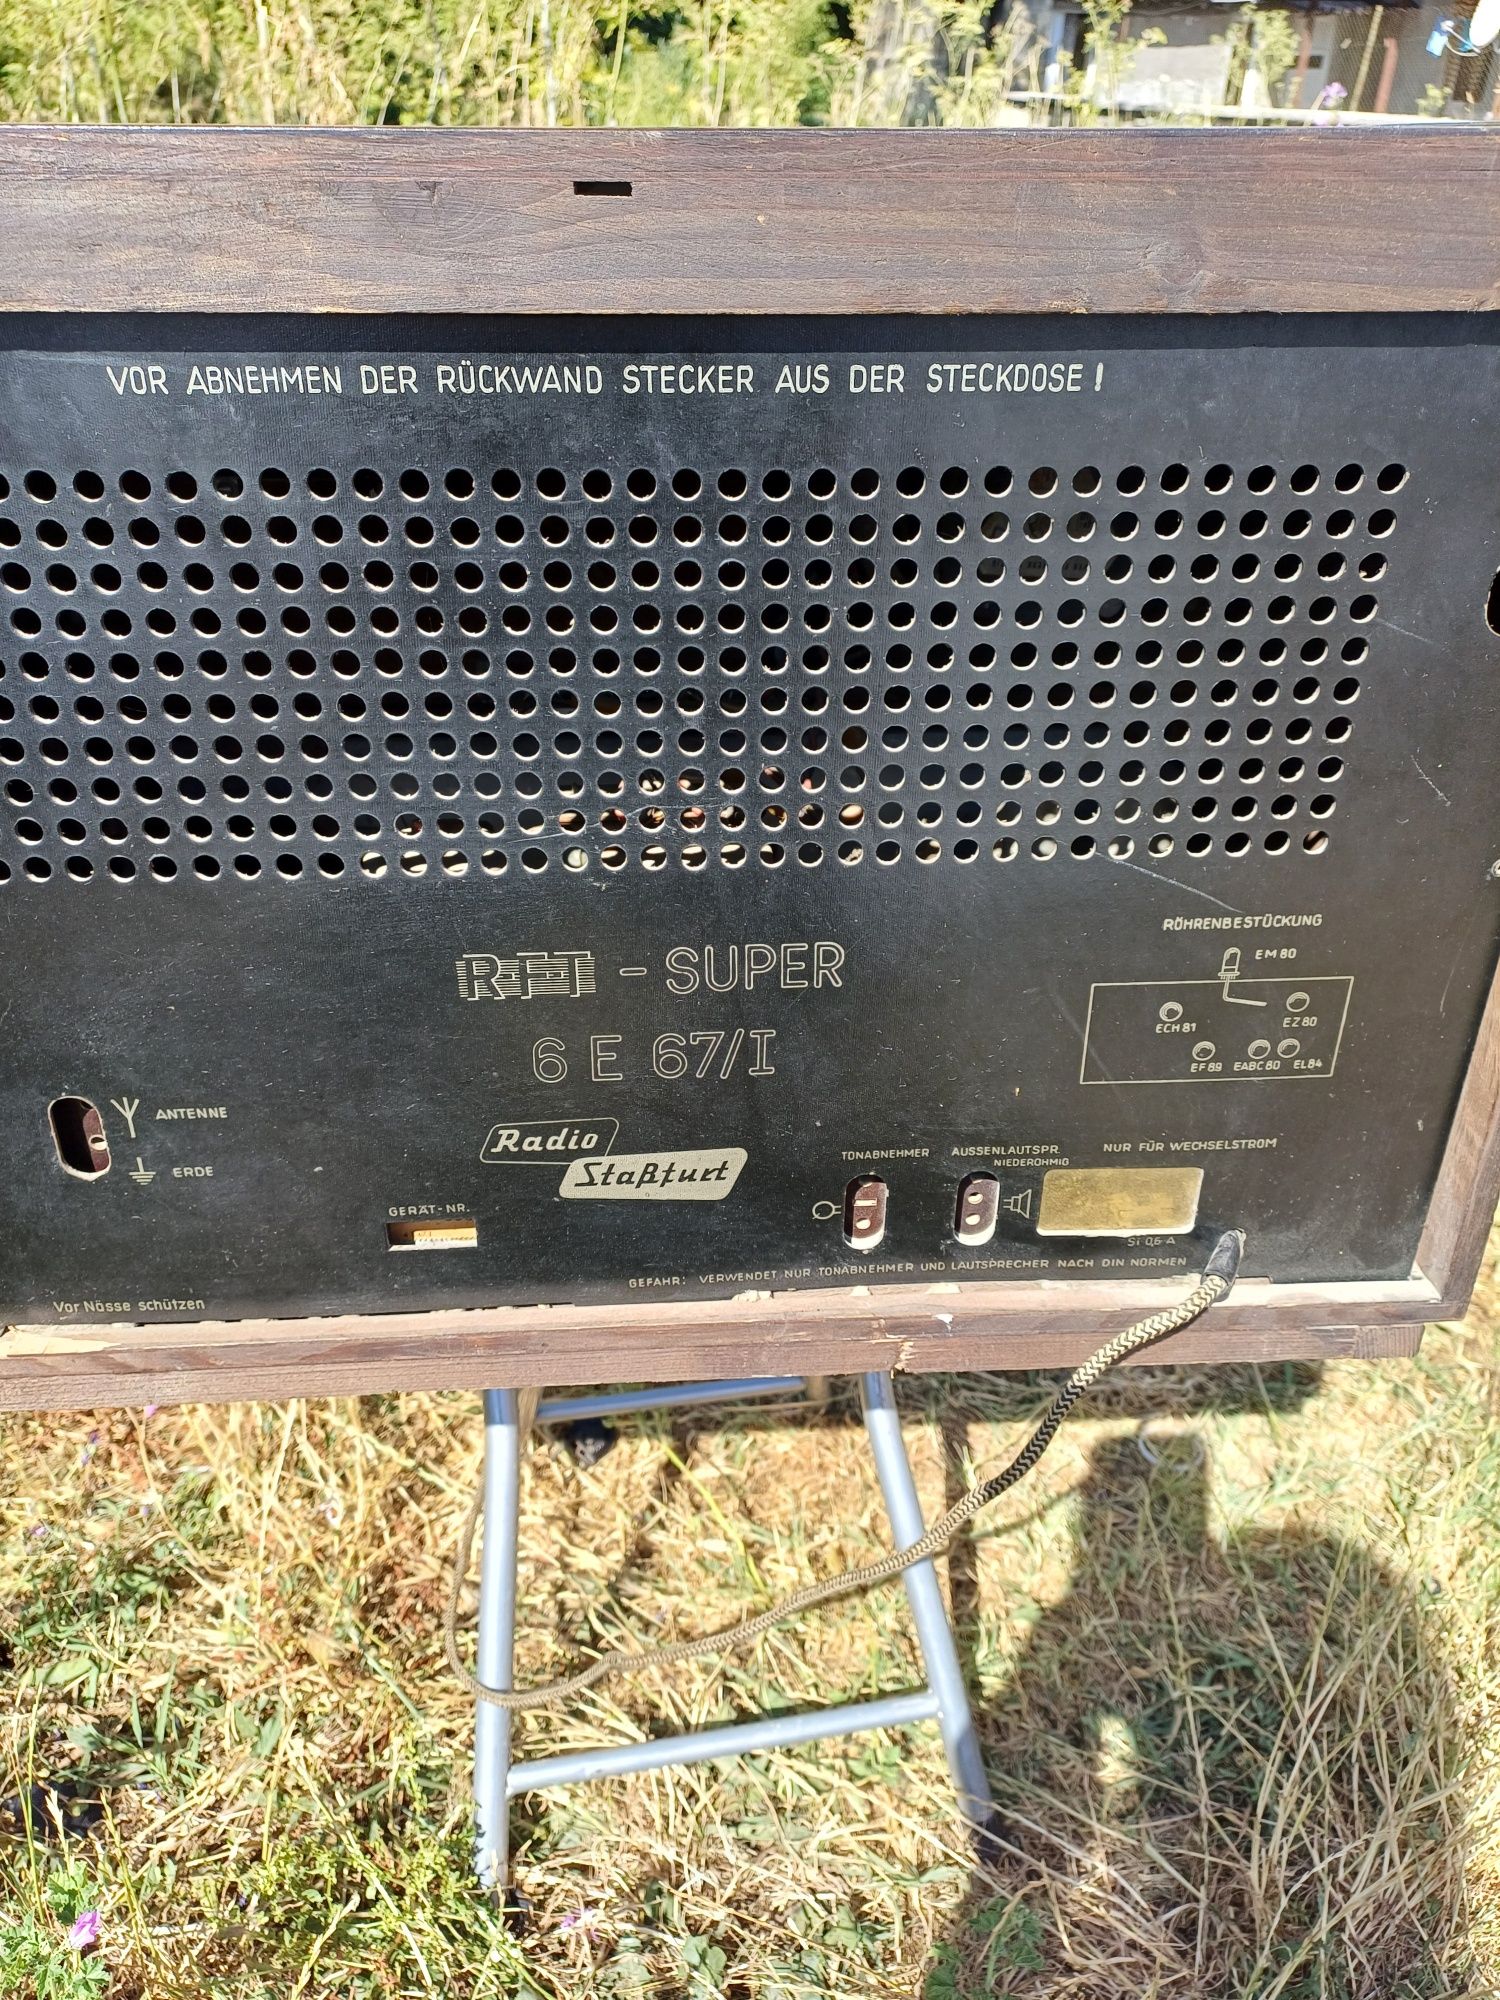 VOR ABNEHMEN DER RÜCKWAND STECKER AUS DER STECKDOSE!
RÖHRENBESTÜCKUNG
EM 80
RFT - SUPER
6 E 67/I
ECH 81
EZ 80
EF 89 EABC 80 EL 84
ANTENNE
ERDE
Radio
Staßfurt
TONABNEHMER
AUSSENLAUTSPR.
NIEDEROHMIG
NUR FÜR WECHSELSTROM
GERÄT-NR.
Si 0,6 A
GEFAHR: VERWENDET NUR TONABNEHMER UND LAUTSPRECHER NACH DIN NORMEN
Vor Nässe schützen